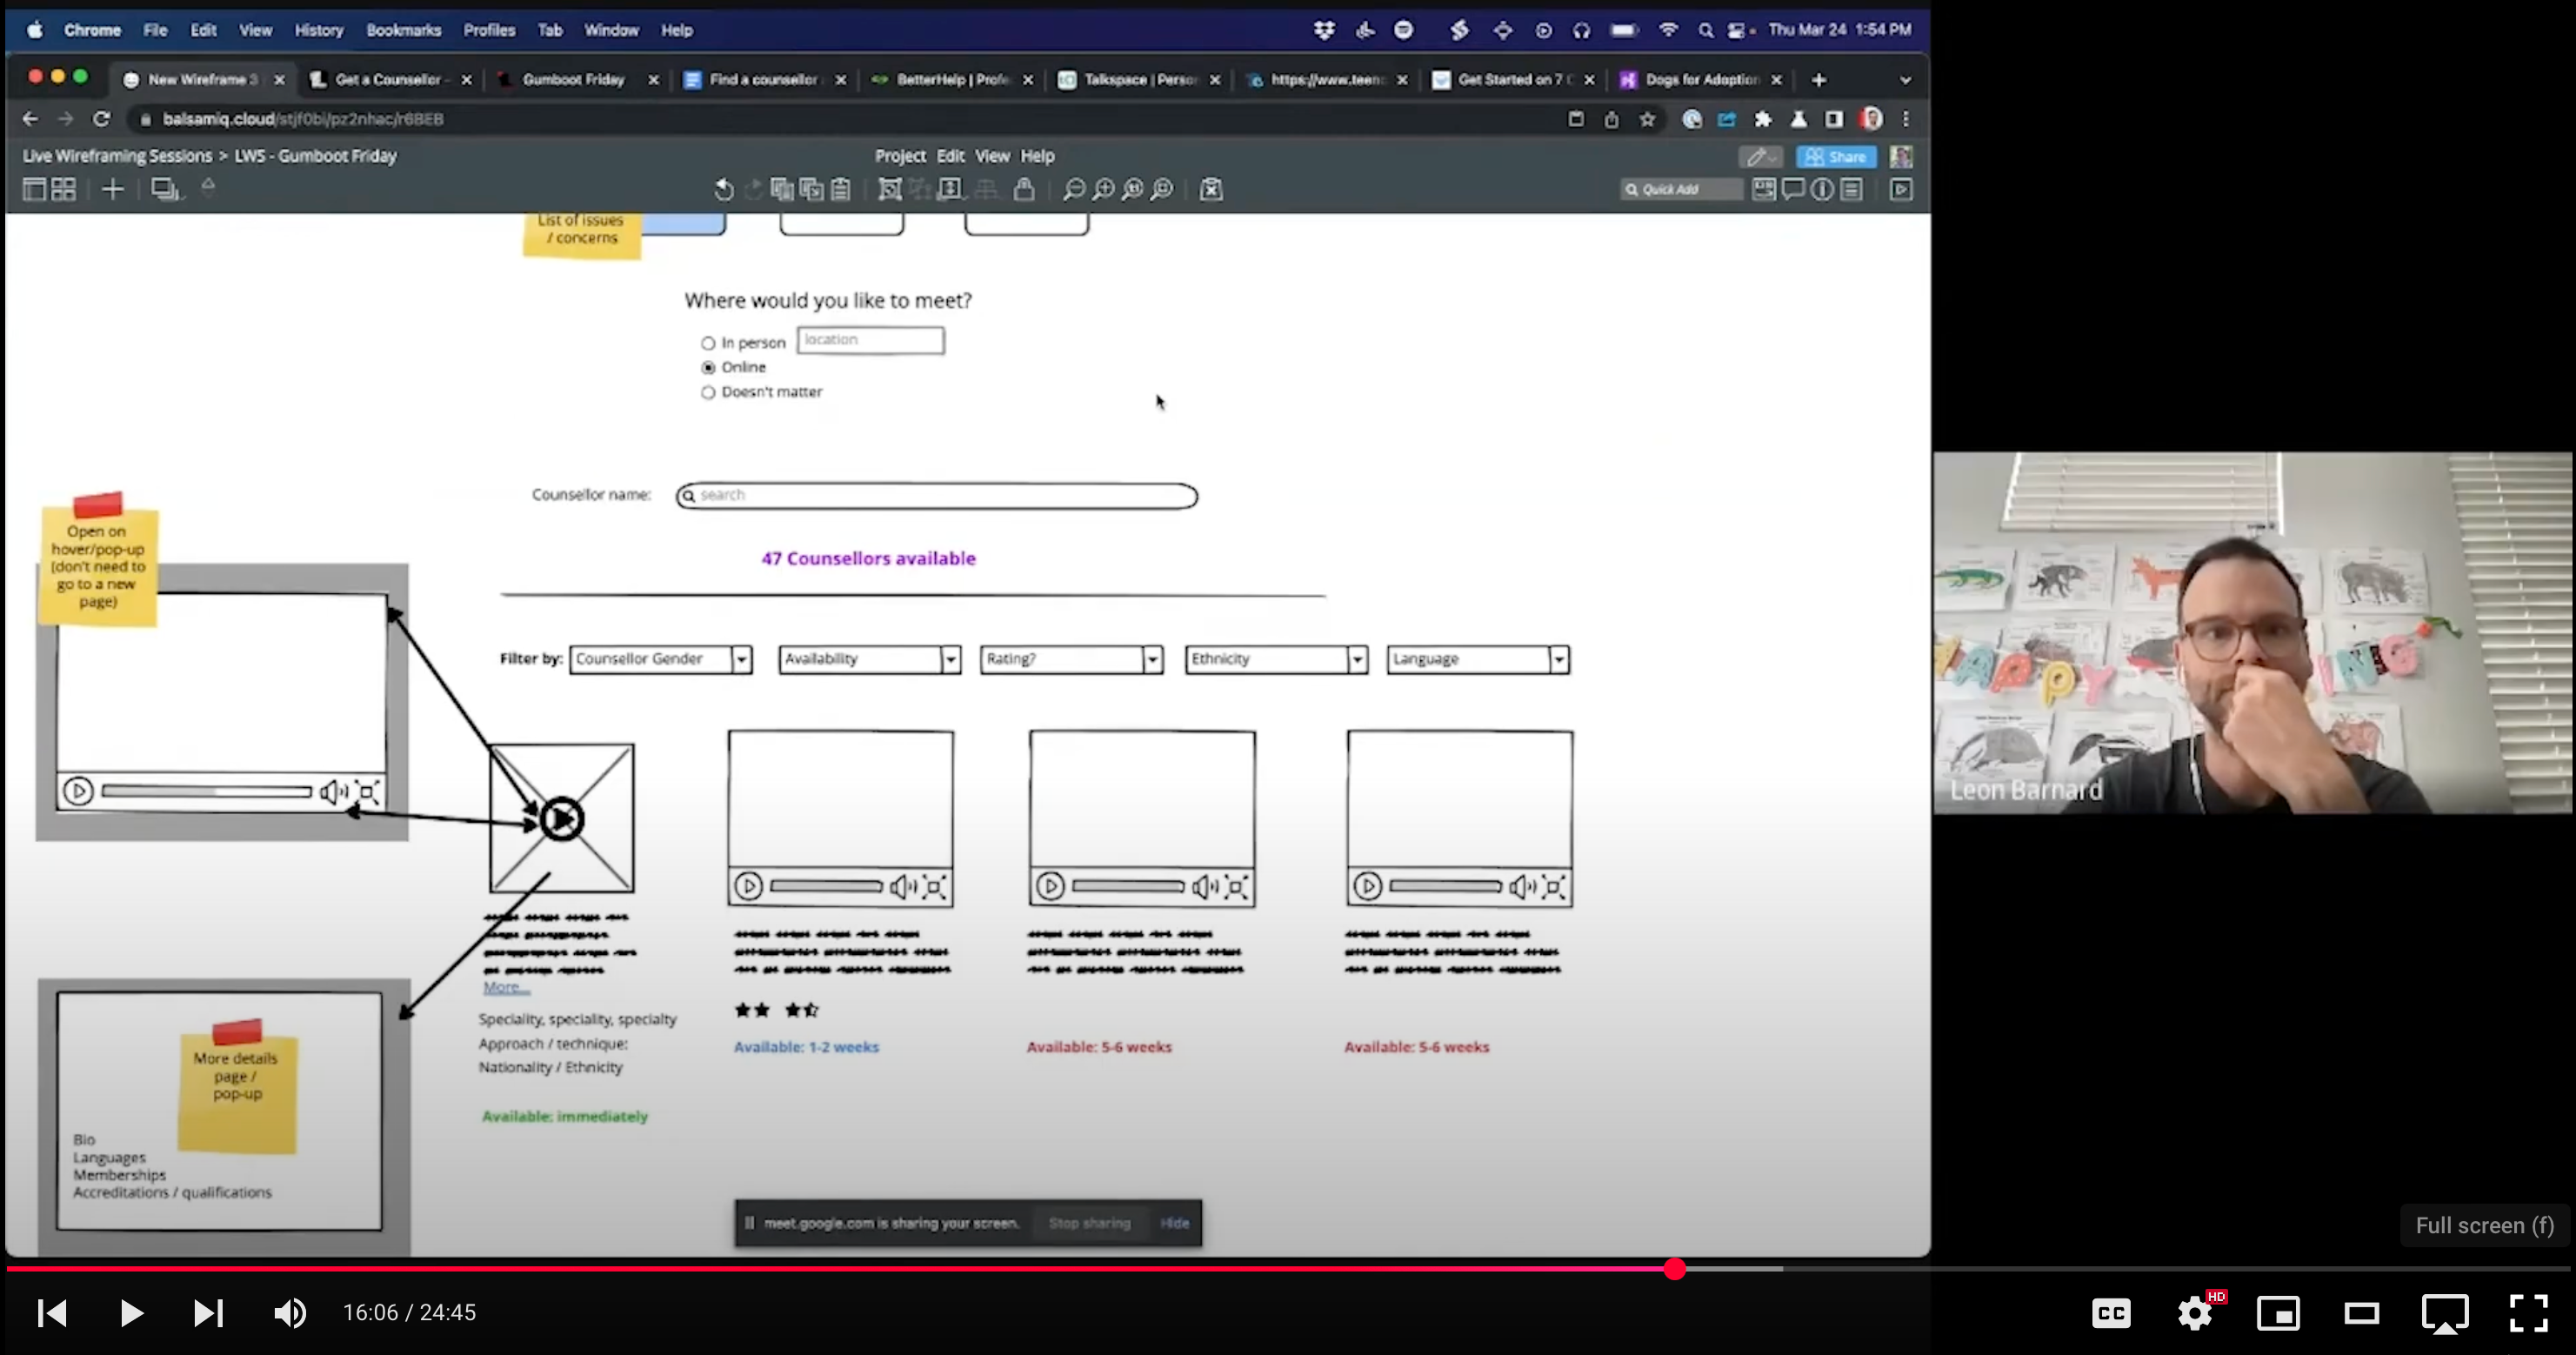 Chrome File Edit View History Bookmarks Profiles Tab Window Help Thu Mar 24 1:54 PM
New Wireframe 3 Get a Counsellor - Gumboot Friday Find a counsellor BetterHelp | Profe Talkspace | Person https://www.teen Get Started on 7 C Dogs for Adoption
balsamiq.cloud/stjf0bi/pz2nhac/r6BEB
Live Wireframing Sessions > LWS - Gumboot Friday Project Edit View Help Share
Quick Add
List of issues
/ concerns
Where would you like to meet?
In person location
Online
Doesn't matter
Counsellor name: search
47 Counsellors available
Open on
hover/pop-up
(don't need to
go to a new
page)
Filter by: Counsellor Gender Availability Rating? Ethnicity Language
More...
Speciality, speciality, specialty
Approach / technique:
Nationality / Ethnicity
Available: immediately
Available: 1-2 weeks
Available: 5-6 weeks
Available: 5-6 weeks
More details
page /
pop-up
Bio
Languages
Memberships
Accreditations / qualifications
meet.google.com is sharing your screen. Stop sharing Hide
HAPPY
ING
Leon Barnard
Full screen (f)
16:06 / 24:45
CC
HD